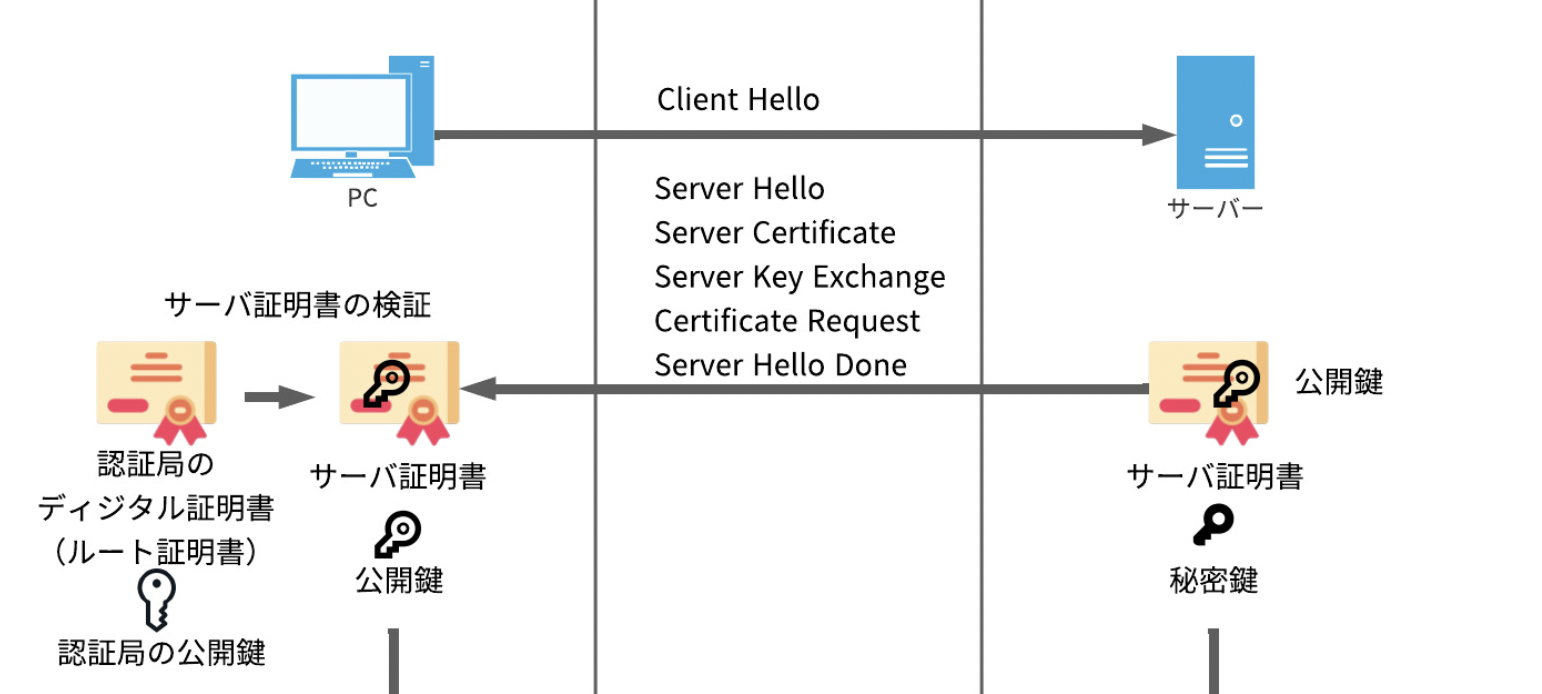 Client Hello
PC
サーバー
Server Hello
Server Certificate
Server Key Exchange
Certificate Request
Server Hello Done
サーバ証明書の検証
公開鍵
認証局の
ディジタル証明書
（ルート証明書）
サーバ証明書
サーバ証明書
公開鍵
秘密鍵
認証局の公開鍵